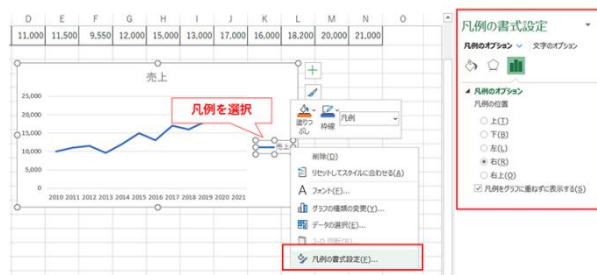 D E F G H I J K L M N O
11,000 11,500 9,550 12,000 15,000 13,000 17,000 16,000 18,200 20,000 21,000
売上
25,000
20,000
15,000
10,000
5,000
0
2010 2011 2012 2013 2014 2015 2016 2017 2018 2019 2020 2021
凡例を選択
売上
塗りつぶし
枠線
凡例
削除(D)
リセットしてスタイルに合わせる(A)
フォント(F)...
グラフの種類の変更(Y)...
データの選択(E)...
3-D 回転(R)...
凡例の書式設定(F)...
凡例の書式設定
凡例のオプション 文字のオプション
凡例のオプション
凡例の位置
上(T)
下(B)
左(L)
右(R)
右上(O)
凡例をグラフに重ねずに表示する(S)